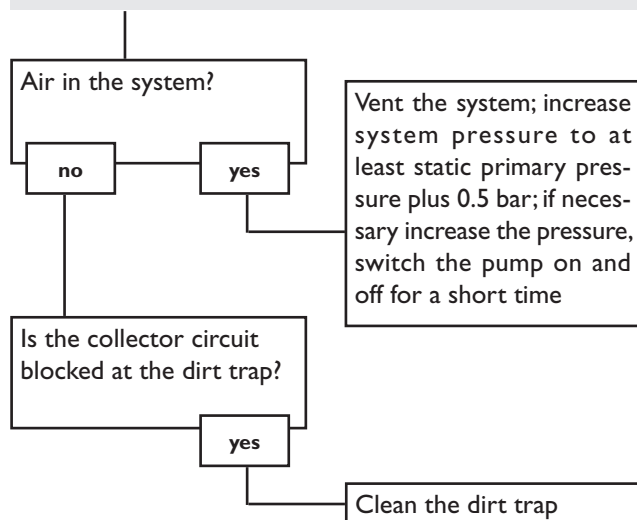 Air in the system?
no
yes
Vent the system; increase
system pressure to at
least static primary pres-
sure plus 0.5 bar; if neces-
sary increase the pressure,
switch the pump on and
off for a short time
Is the collector circuit
blocked at the dirt trap?
yes
Clean the dirt trap